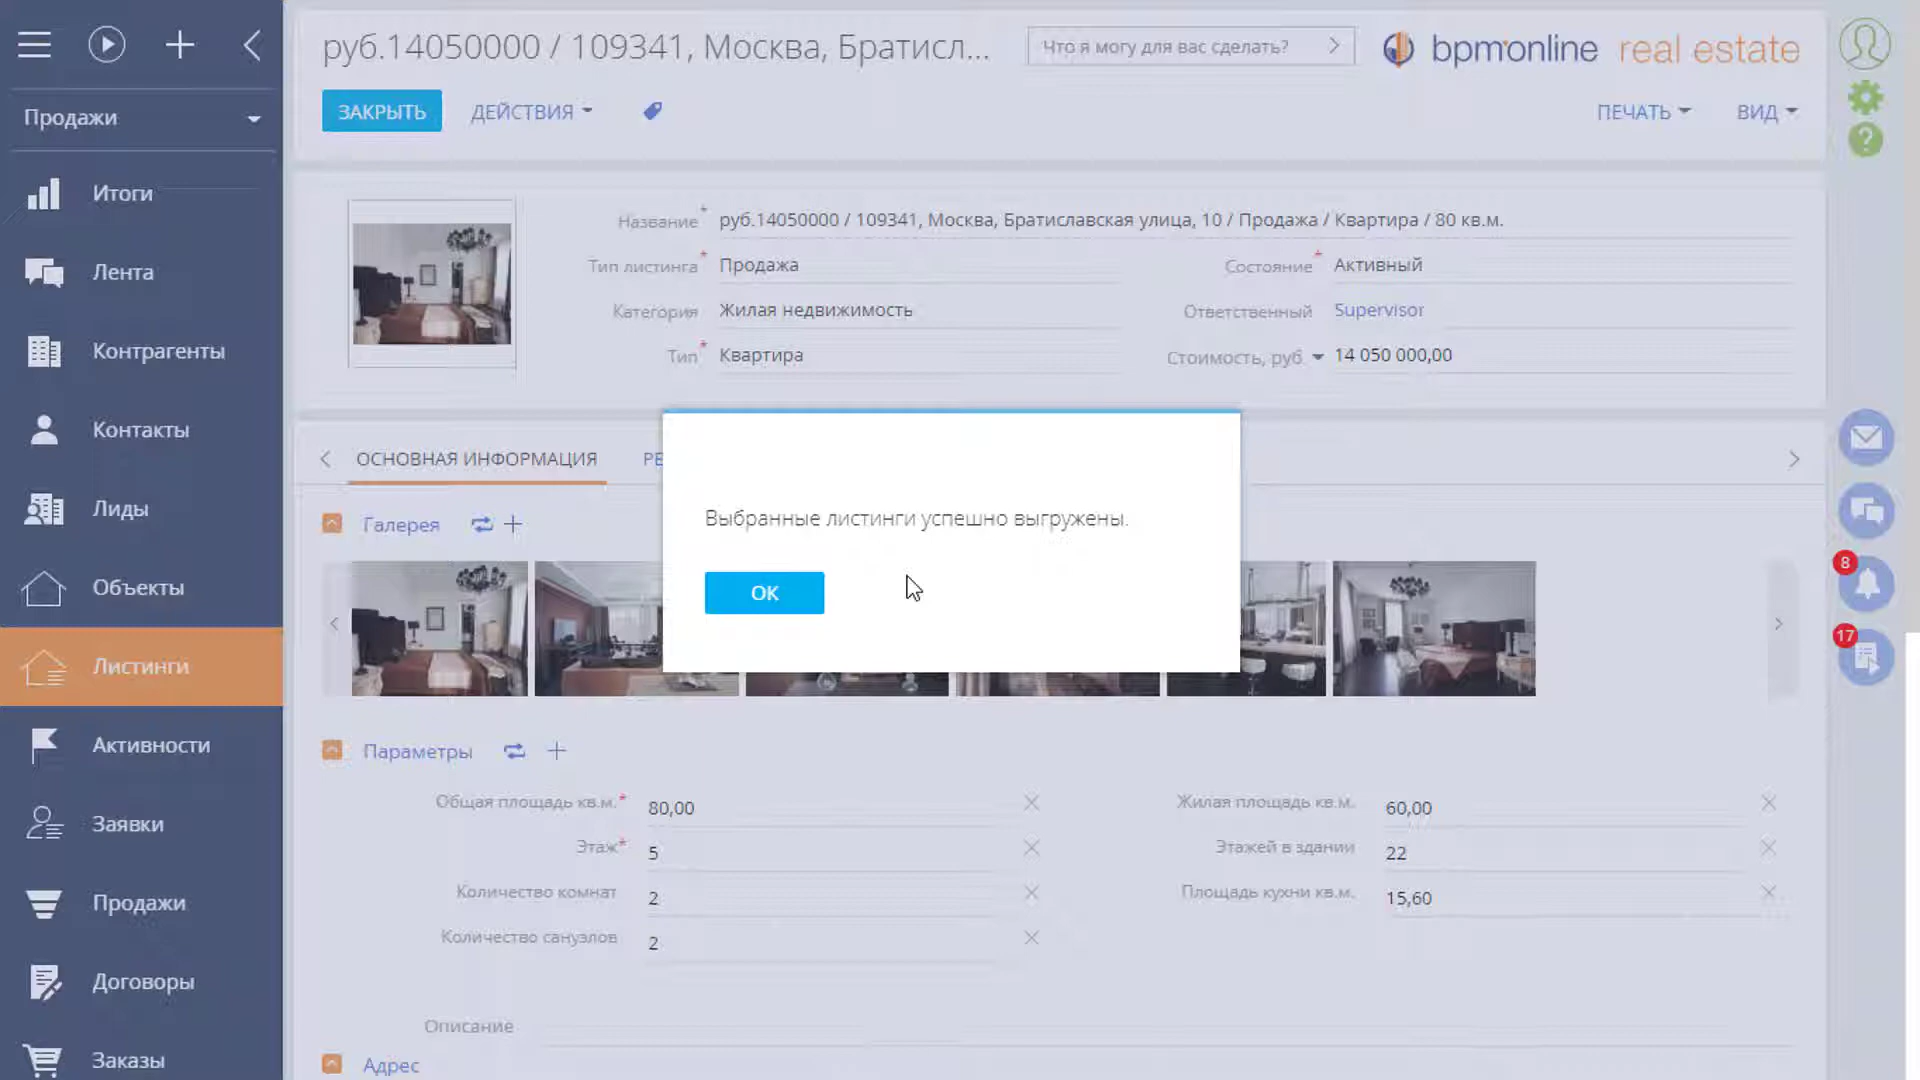 руб.14050000 / 109341, Москва, Братисл...
Что я могу для вас сделать?
bpmonline real estate
Продажи
ЗАКРЫТЬ
ДЕЙСТВИЯ
ПЕЧАТЬ
ВИД
Итоги
Лента
Контрагенты
Контакты
Лиды
Объекты
Листинги
Активности
Заявки
Продажи
Договоры
Заказы
Название* руб.14050000 / 109341, Москва, Братиславская улица, 10 / Продажа / Квартира / 80 кв.м.
Тип листинга* Продажа
Состояние* Активный
Категория Жилая недвижимость
Ответственный Supervisor
Тип* Квартира
Стоимость, руб. 14 050 000,00
ОСНОВНАЯ ИНФОРМАЦИЯ
РЕ
Галерея
Выбранные листинги успешно выгружены.
OK
8
17
Параметры
Общая площадь кв.м.* 80,00
Жилая площадь кв.м. 60,00
Этаж* 5
Этажей в здании 22
Количество комнат 2
Площадь кухни кв.м. 15,60
Количество санузлов 2
Описание
Адрес